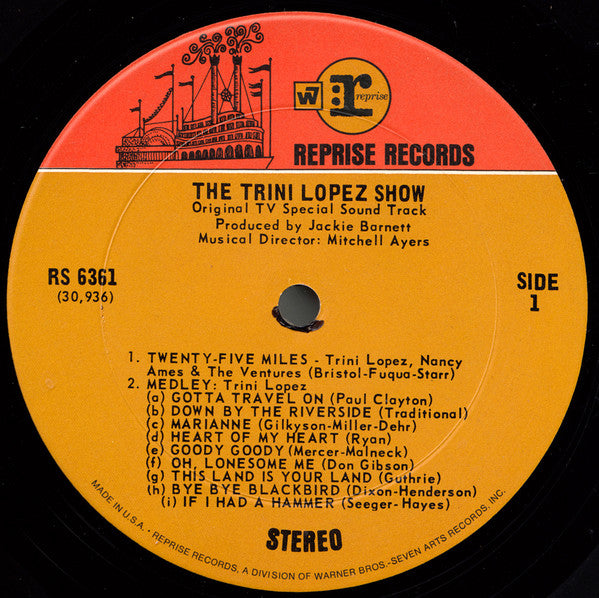 W7
r
reprise
REPRISE RECORDS
THE TRINI LOPEZ SHOW
Original TV Special Sound Track
Produced by Jackie Barnett
Musical Director: Mitchell Ayers
RS 6361
(30,936)
SIDE
1
1. TWENTY-FIVE MILES - Trini Lopez, Nancy
Ames & The Ventures (Bristol-Fuqua-Starr)
2. MEDLEY: Trini Lopez
(a) GOTTA TRAVEL ON (Paul Clayton)
(b) DOWN BY THE RIVERSIDE (Traditional)
(c) MARIANNE (Gilkyson-Miller-Dehr)
(d) HEART OF MY HEART (Ryan)
(e) GOODY GOODY (Mercer-Malneck)
(f) OH, LONESOME ME (Don Gibson)
(g) THIS LAND IS YOUR LAND (Guthrie)
(h) BYE BYE BLACKBIRD (Dixon-Henderson)
(i) IF I HAD A HAMMER (Seeger-Hayes)
STEREO
MADE IN U.S.A. - REPRISE RECORDS, A DIVISION OF WARNER BROS.-SEVEN ARTS RECORDS, INC.